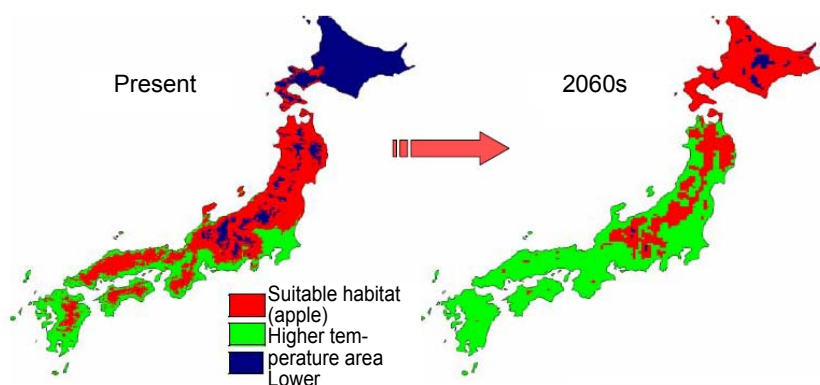 Present
2060s
Suitable habitat
(apple)
Higher tem-
perature area
Lower